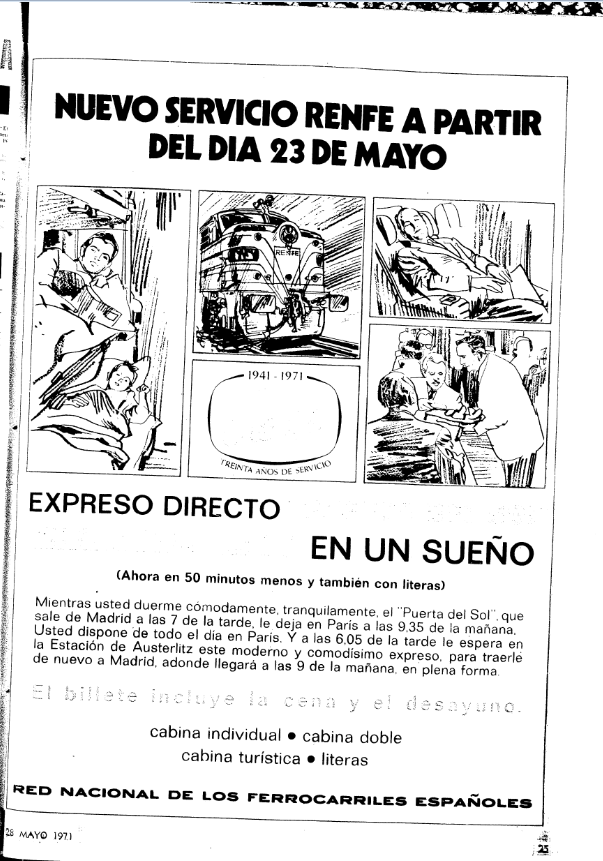 NUEVO SERVICIO RENFE A PARTIR
DEL DIA 23 DE MAYO
RENFE
1941 - 1971
TREINTA AÑOS DE SERVICIO
EXPRESO DIRECTO
EN UN SUEÑO
(Ahora en 50 minutos menos y también con literas)
Mientras usted duerme cómodamente, tranquilamente, el "Puerta del Sol", que
sale de Madrid a las 7 de la tarde, le deja en París a las 9,35 de la mañana.
Usted dispone de todo el día en París. Y a las 6,05 de la tarde le espera en
la Estación de Austerlitz este moderno y comodísimo expreso, para traerle
de nuevo a Madrid, adonde llegará a las 9 de la mañana, en plena forma.
El billete incluye la cena y el desayuno.
cabina individual • cabina doble
cabina turística • literas
RED NACIONAL DE LOS FERROCARRILES ESPAÑOLES
28 MAYO 1971
25